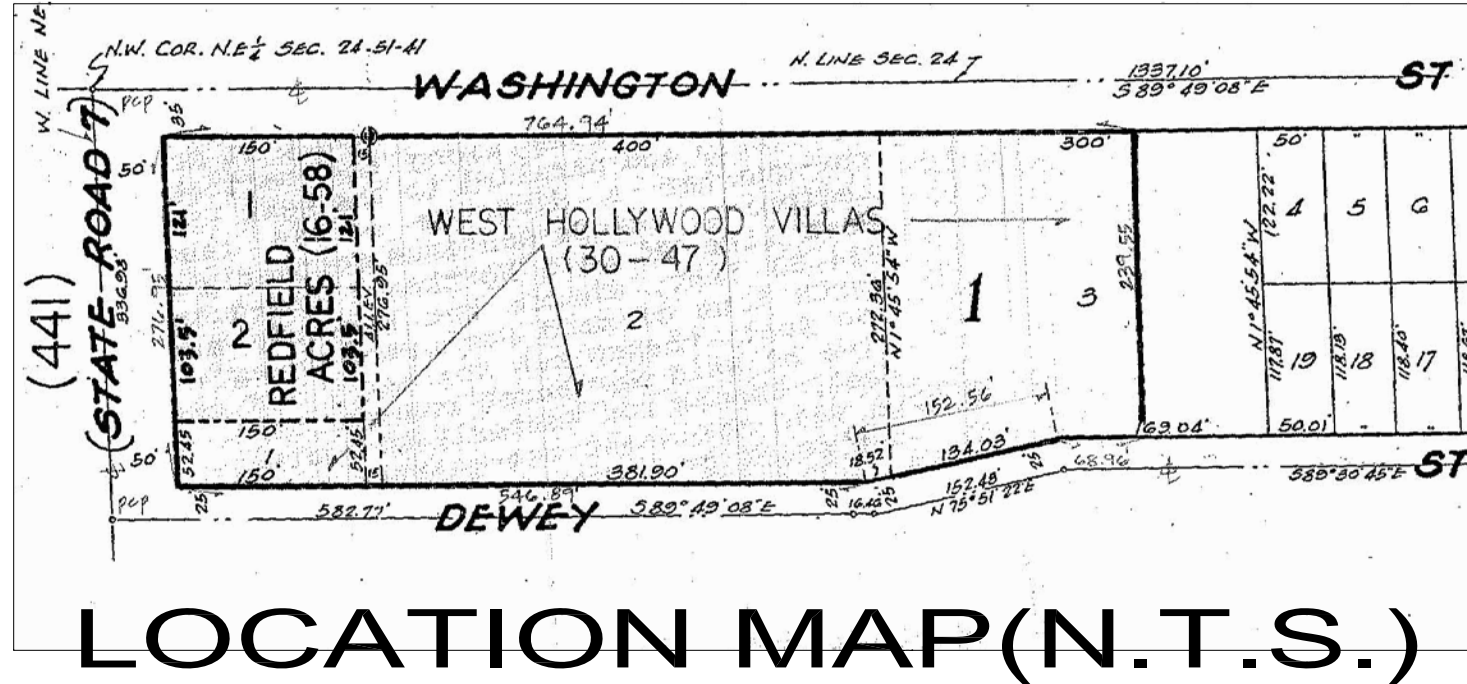 W. LINE NE.
N.W. COR. N.E¼ SEC. 24-51-41
N. LINE SEC. 24
WASHINGTON ST
1337.10'
S 89° 49' 08" E
PCP
35'
764.94'
150'
400'
300'
50'
50'
(441)
(STATE ROAD 7)
336.95'
276.95
121'
1
REDFIELD
ACRES (16-58)
121
103.5'
2
103.5
276.95'
WEST HOLLYWOOD VILLAS
(30-47)
2
272.36'
N 1° 45' 54" W
1
3
239.55
N 1° 45' 54" W
122.22'
4
5
6
117.87'
19
118.13'
18
118.40'
17
152.56'
18.52'
134.03'
25
69.04'
50.01'
50'
52.45
150'
1
150'
52.45
381.90'
546.89'
25
25
25
16.46
152.48'
N 75° 51' 22" E
68.96
S 89° 30' 45" E
ST
PCP
582.77'
DEWEY
S 89° 49' 08" E
LOCATION MAP(N.T.S.)